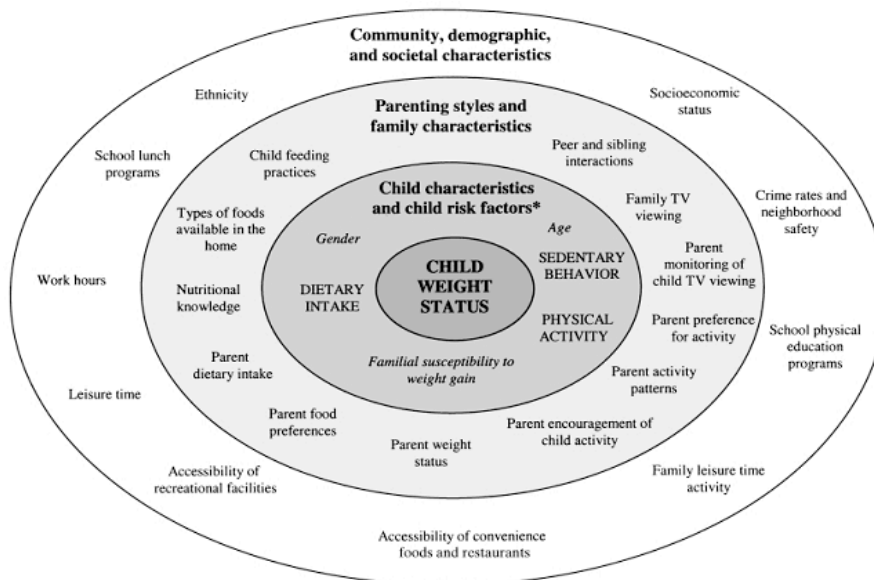 Community, demographic,
and societal characteristics
Ethnicity
Socioeconomic
status
Parenting styles and
family characteristics
School lunch
programs
Child feeding
practices
Peer and sibling
interactions
Child characteristics
and child risk factors*
Crime rates and
neighborhood
safety
Types of foods
available in the
home
Family TV
viewing
Gender
Age
CHILD
WEIGHT
STATUS
SEDENTARY
BEHAVIOR
Parent
monitoring of
child TV viewing
Work hours
Nutritional
knowledge
DIETARY
INTAKE
PHYSICAL
ACTIVITY
Parent preference
for activity
School physical
education
programs
Parent
dietary intake
Familial susceptibility to
weight gain
Parent activity
patterns
Leisure time
Parent food
preferences
Parent weight
status
Parent encouragement of
child activity
Accessibility of
recreational facilities
Family leisure time
activity
Accessibility of convenience
foods and restaurants